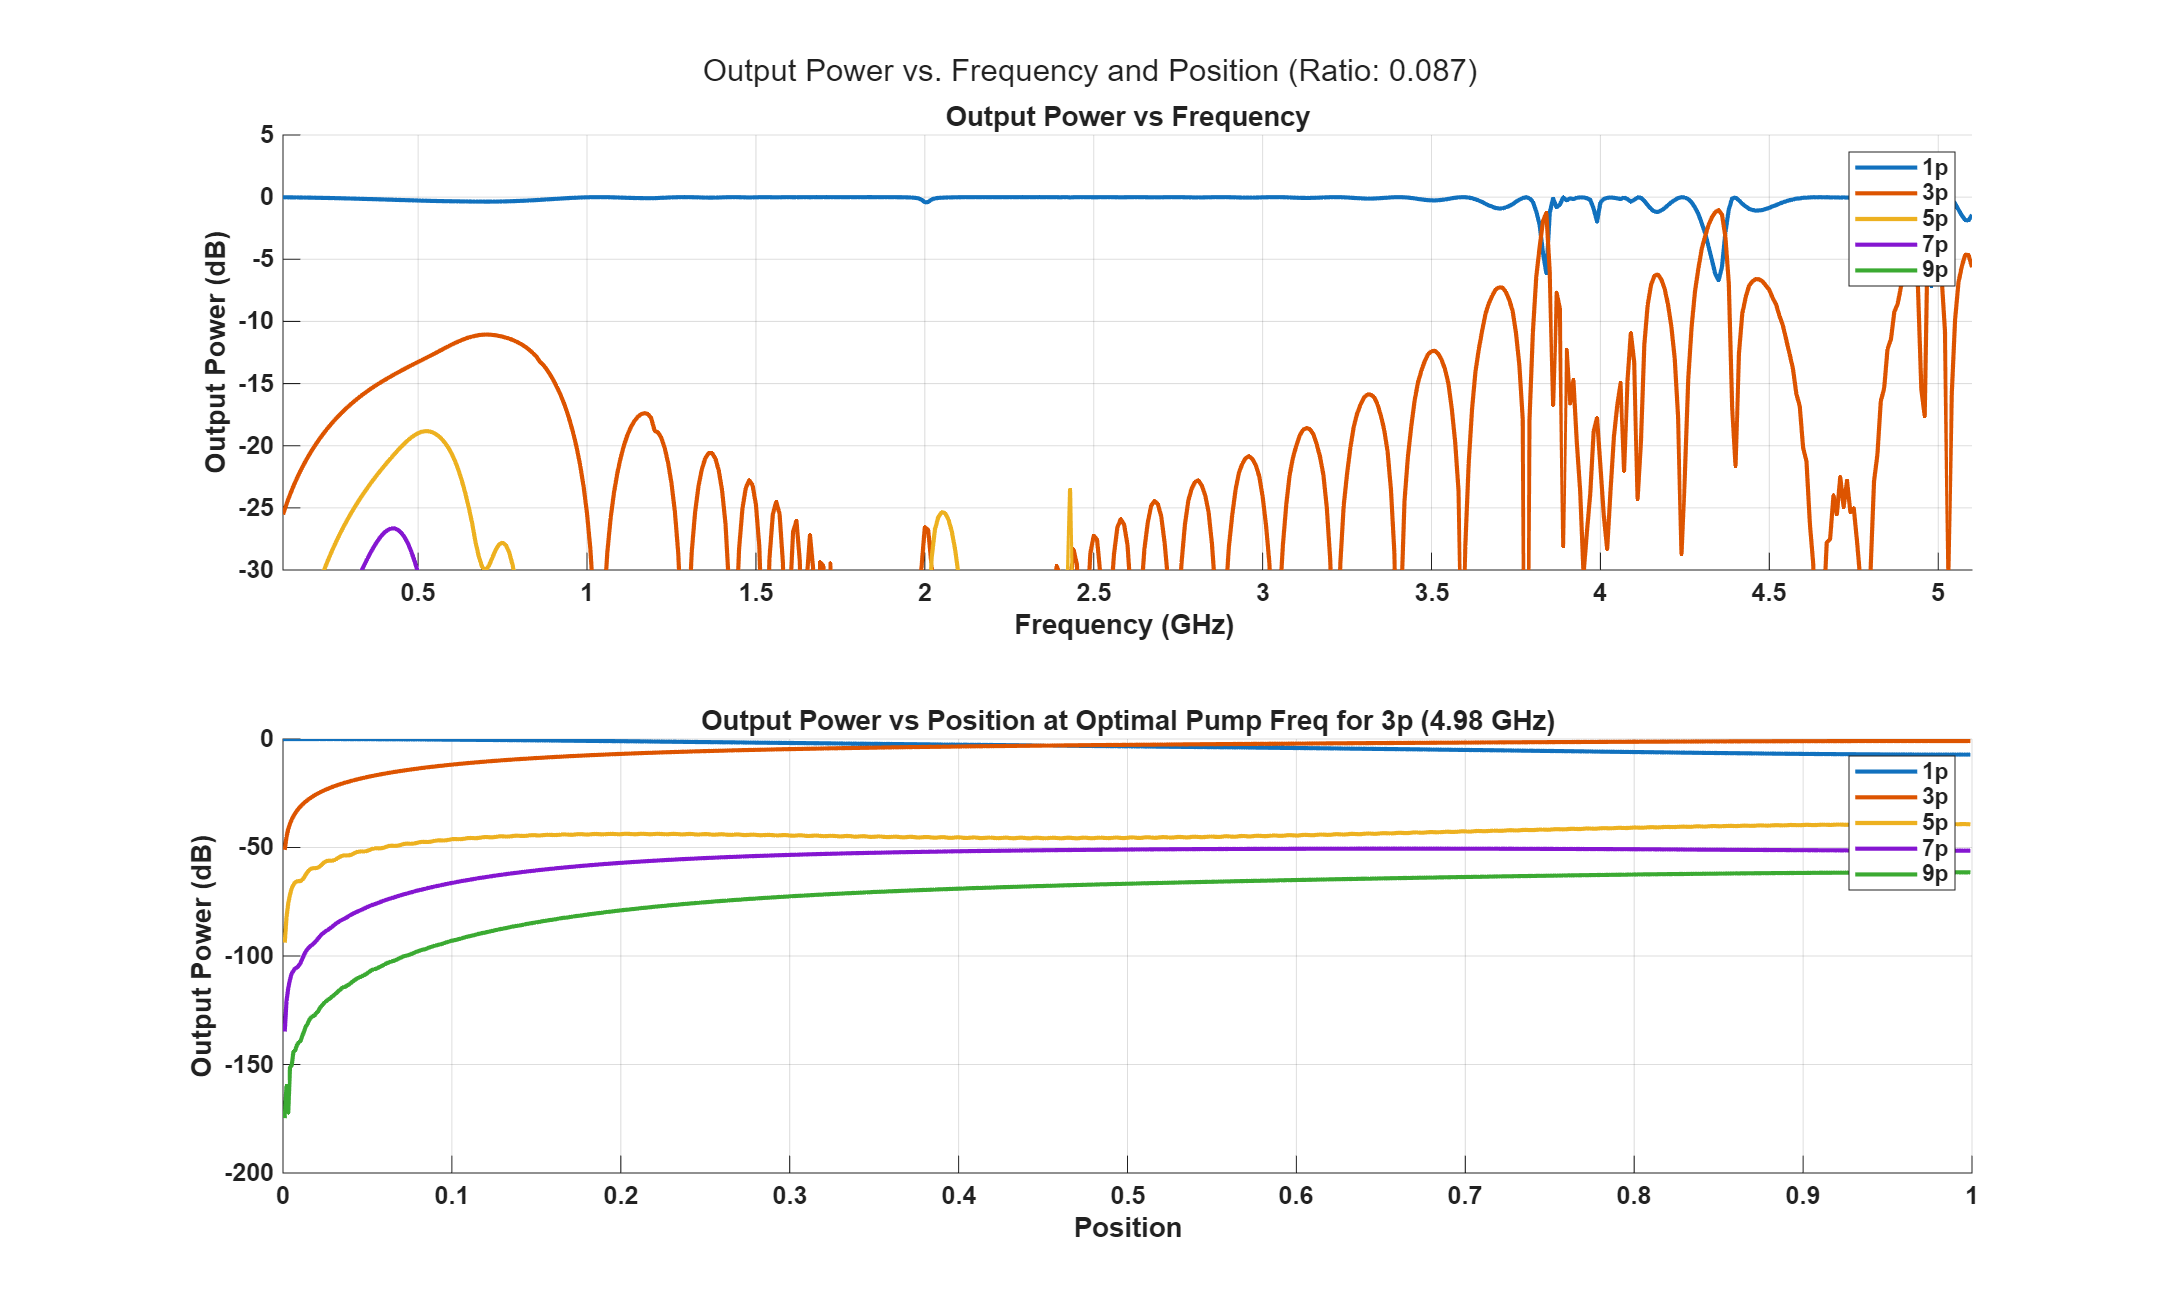 Output Power vs. Frequency and Position (Ratio: 0.087)
Output Power vs Frequency
5
0
-5
-10
-15
-20
-25
-30
Output Power (dB)
0.5 1 1.5 2 2.5 3 3.5 4 4.5 5
Frequency (GHz)
1p
3p
5p
7p
9p
Output Power vs Position at Optimal Pump Freq for 3p (4.98 GHz)
0
-50
-100
-150
-200
Output Power (dB)
0 0.1 0.2 0.3 0.4 0.5 0.6 0.7 0.8 0.9 1
Position
1p
3p
5p
7p
9p